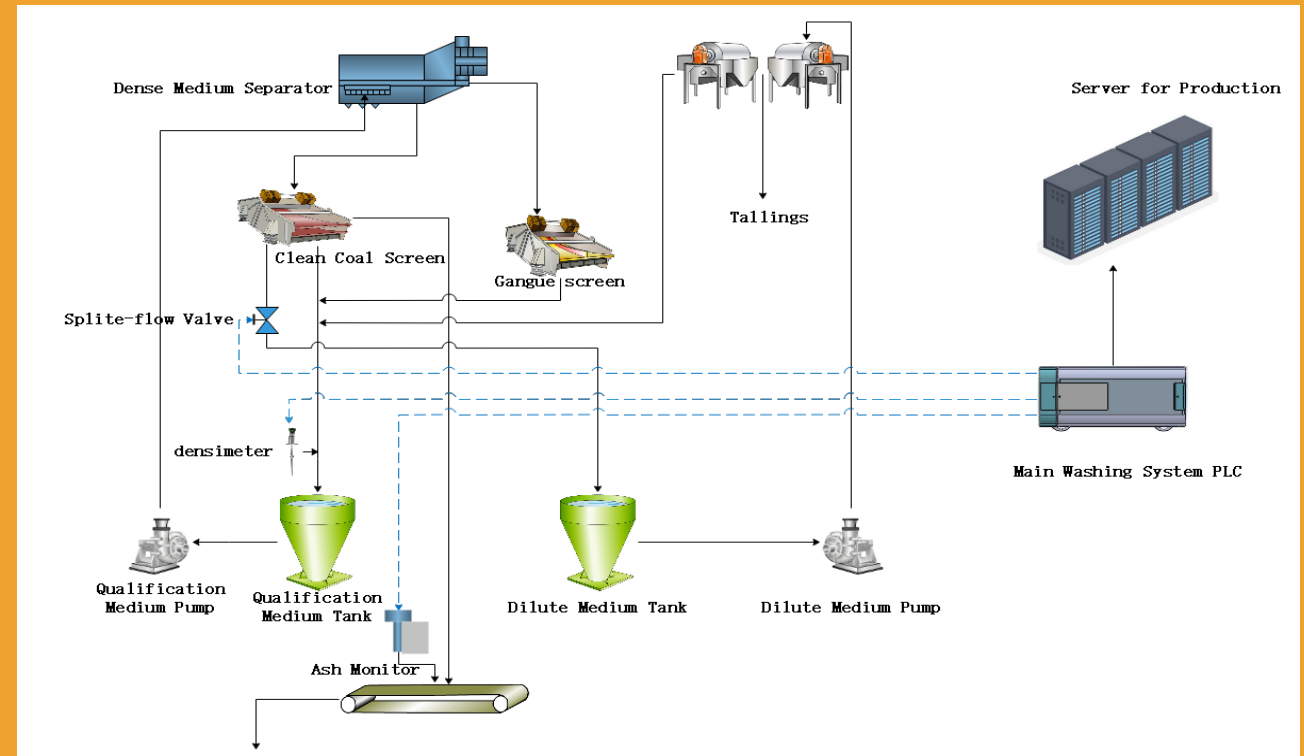 Dense Medium Separator
Server for Production
Tallings
Clean Coal Screen
Gangue screen
Splite-flow Valve
densimeter
Main Washing System PLC
Qualification
Medium Pump
Qualification
Medium Tank
Dilute Medium Tank
Dilute Medium Pump
Ash Monitor